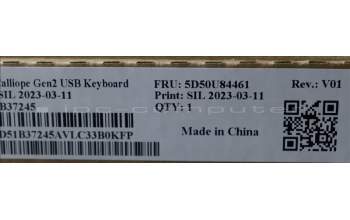 alliope Gen2 USB Keyboard
FRU: 5D50U84461
Rev.: V01
SIL 2023-03-11
Print: SIL 2023-03-11
B37245
QTY: 1
Made in China
D51B37245AVLC33B0KFP